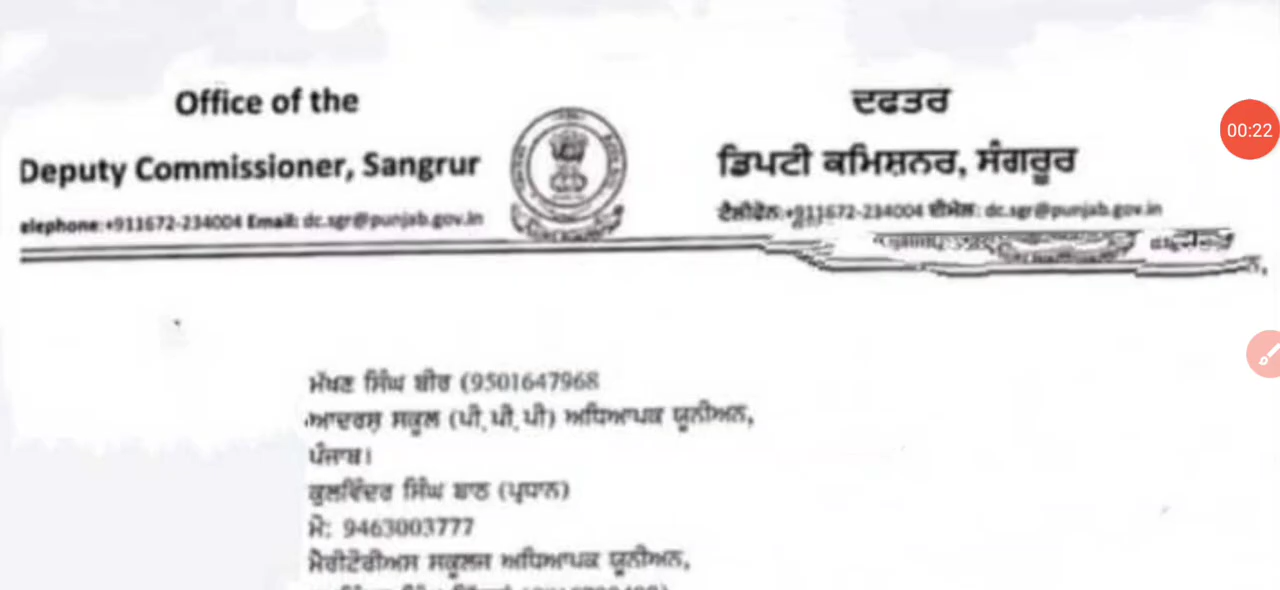 Office of the
Deputy Commissioner, Sangrur
elephone:+911672-234004 Email: dc.sgr@punjab.gov.in
ਦਫਤਰ
ਡਿਪਟੀ ਕਮਿਸ਼ਨਰ, ਸੰਗਰੂਰ
ਟੈਲੀਫੋਨ:+911672-234004 ਈਮੇਲ: dc.sgr@punjab.gov.in
00:22
ਮੱਖਣ ਸਿੰਘ ਬੀਰ (9501647968
ਆਦਰਸ਼ ਸਕੂਲ (ਪੀ.ਪੀ.ਪੀ) ਅਧਿਆਪਕ ਯੂਨੀਅਨ,
ਪੰਜਾਬ।
ਕੁਲਵਿੰਦਰ ਸਿੰਘ ਬਾਠ (ਪ੍ਰਧਾਨ)
ਮੋ: 9463003777
ਮੈਰੀਟੋਰੀਅਸ ਸਕੂਲਜ ਅਧਿਆਪਕ ਯੂਨੀਅਨ,